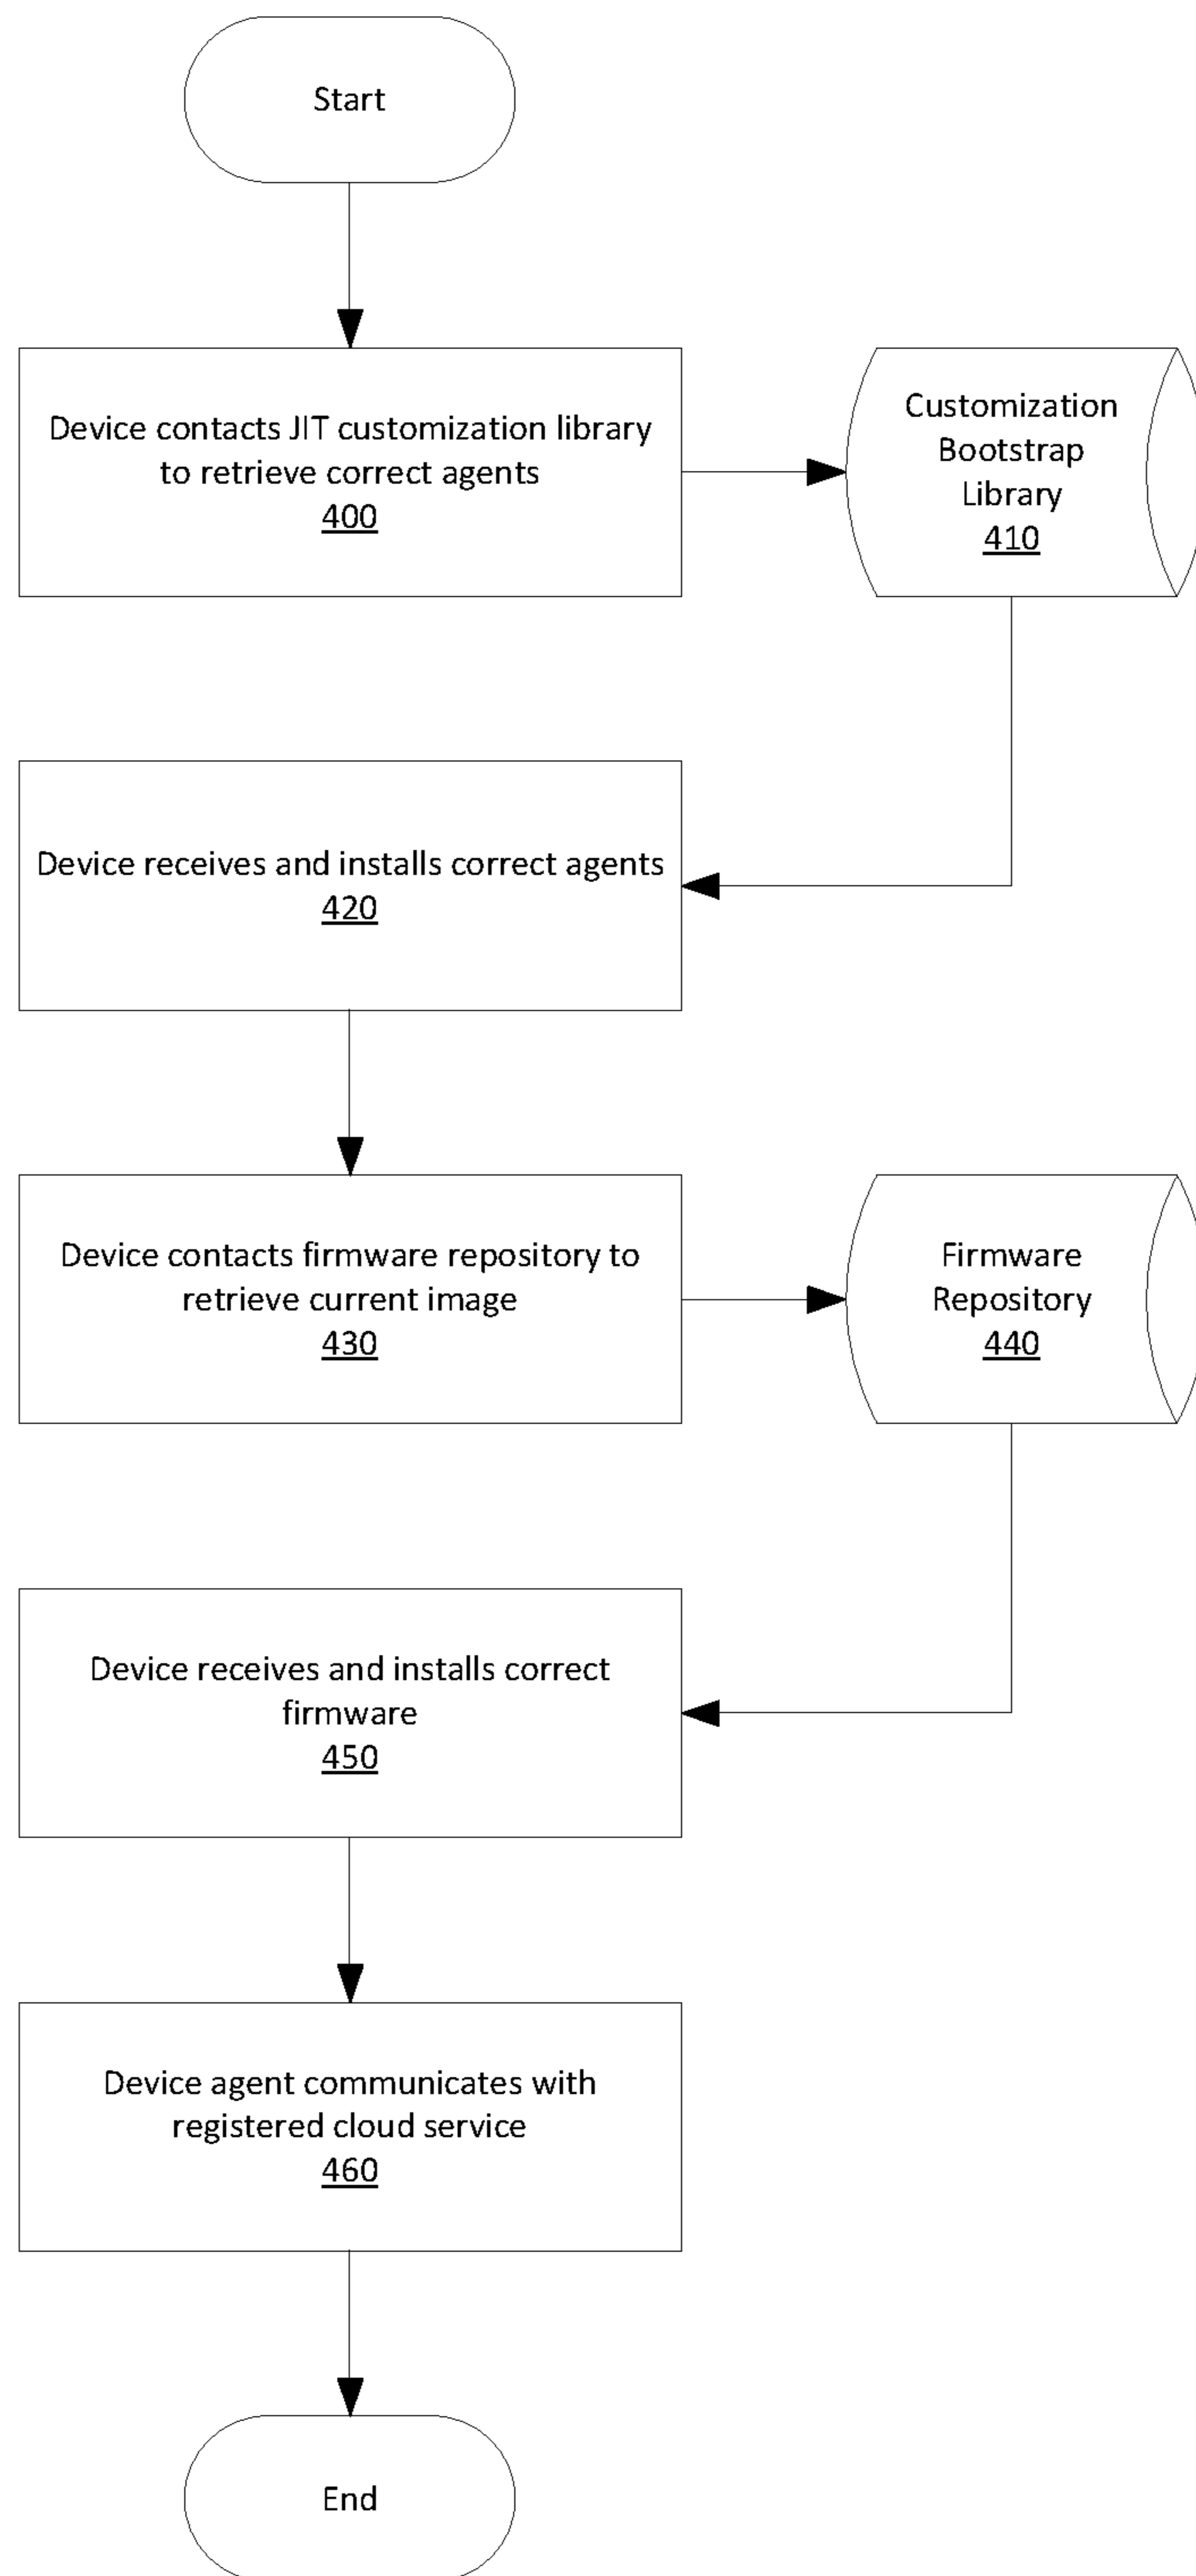 Start
Device contacts JIT customization library
to retrieve correct agents
400
Customization
Bootstrap
Library
410
Device receives and installs correct agents
420
Device contacts firmware repository to
retrieve current image
430
Firmware
Repository
440
Device receives and installs correct
firmware
450
Device agent communicates with
registered cloud service
460
End